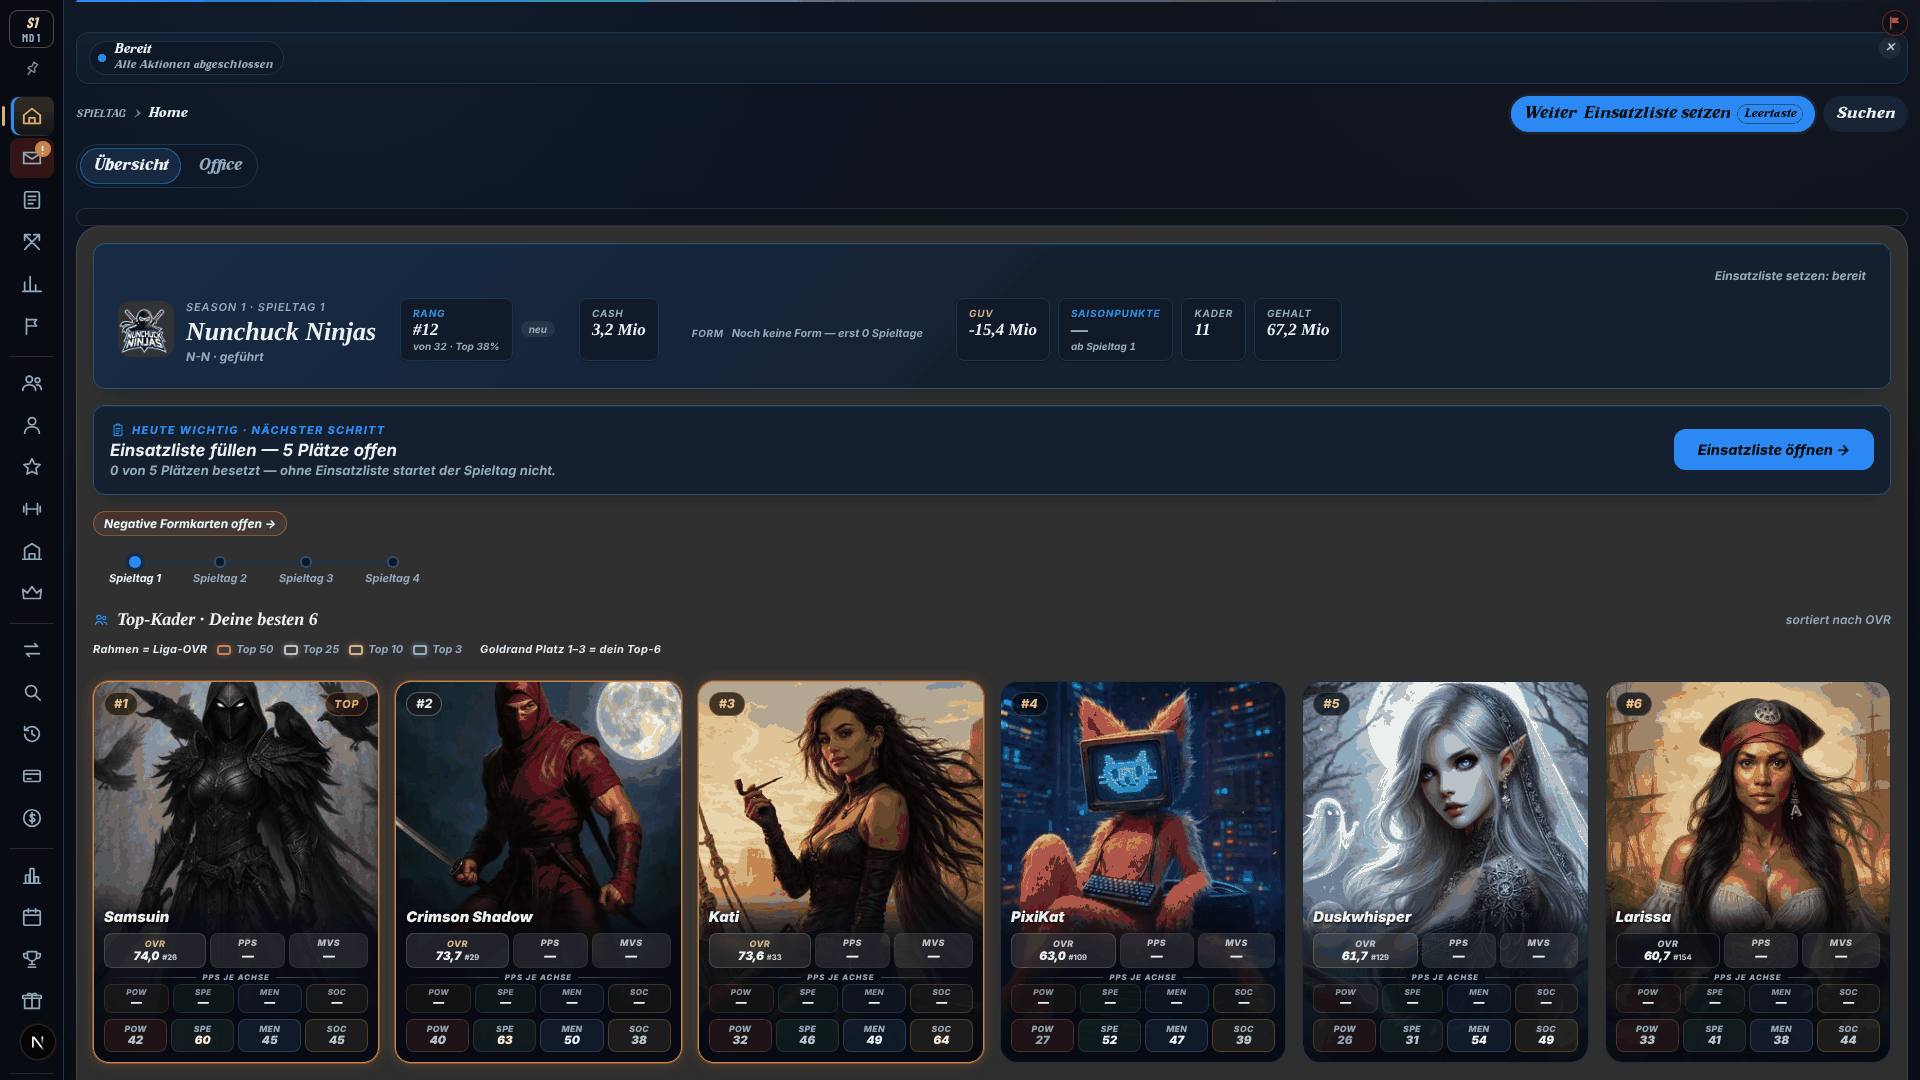 S1
MD1
Bereit
Alle Aktionen abgeschlossen
SPIELTAG > Home
Weiter Einsatzliste setzen Leertaste
Suchen
Übersicht Office
Einsatzliste setzen: bereit
NUNCHUCK NINJAS
SEASON 1 · SPIELTAG 1
Nunchuck Ninjas
N-N · geführt
RANG
#12
von 32 · Top 38%
neu
CASH
3,2 Mio
FORM Noch keine Form — erst 0 Spieltage
GUV
-15,4 Mio
SAISONPUNKTE
—
ab Spieltag 1
KADER
11
GEHALT
67,2 Mio
HEUTE WICHTIG · NÄCHSTER SCHRITT
Einsatzliste füllen — 5 Plätze offen
0 von 5 Plätzen besetzt — ohne Einsatzliste startet der Spieltag nicht.
Einsatzliste öffnen →
Negative Formkarten offen →
Spieltag 1 Spieltag 2 Spieltag 3 Spieltag 4
Top-Kader · Deine besten 6
sortiert nach OVR
Rahmen = Liga-OVR Top 50 Top 25 Top 10 Top 3 Goldrand Platz 1–3 = dein Top-6
#1 TOP
Samsuin
OVR PPS MVS
74,0 #26 — —
PPS JE ACHSE
POW SPE MEN SOC
— — — —
POW SPE MEN SOC
42 60 45 45
#2
Crimson Shadow
OVR PPS MVS
73,7 #29 — —
PPS JE ACHSE
POW SPE MEN SOC
— — — —
POW SPE MEN SOC
40 63 50 38
#3
Kati
OVR PPS MVS
73,6 #33 — —
PPS JE ACHSE
POW SPE MEN SOC
— — — —
POW SPE MEN SOC
32 46 49 64
#4
PixiKat
OVR PPS MVS
63,0 #109 — —
PPS JE ACHSE
POW SPE MEN SOC
— — — —
POW SPE MEN SOC
27 52 47 39
#5
Duskwhisper
OVR PPS MVS
61,7 #129 — —
PPS JE ACHSE
POW SPE MEN SOC
— — — —
POW SPE MEN SOC
26 31 54 49
#6
Larissa
OVR PPS MVS
60,7 #154 — —
PPS JE ACHSE
POW SPE MEN SOC
— — — —
POW SPE MEN SOC
33 41 38 44
N